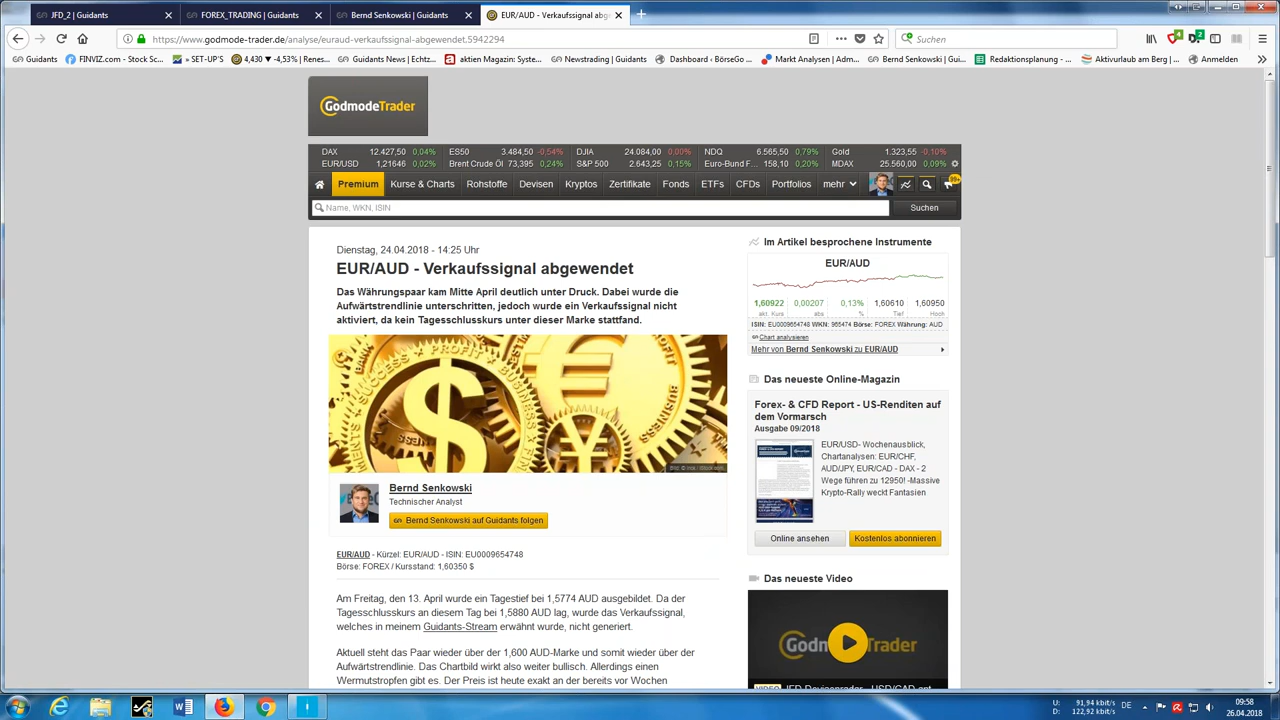 JFD_2 | Guidants
FOREX_TRADING | Guidants
Bernd Senkowski | Guidants
EUR/AUD - Verkaufssignal abge
https://www.godmode-trader.de/analyse/euraud-verkaufssignal-abgewendet,5942294
Suchen
Guidants
FINVIZ.com - Stock Sc...
» SET-UP'S
4,430 ▾ -4,53% | Renes...
Guidants News | Echtz...
aktien Magazin: Syste...
Newstrading | Guidants
Dashboard ‹ BörseGo ...
Markt Analysen | Adm...
Bernd Senkowski | Gui...
Redaktionsplanung - ...
Aktivurlaub am Berg | ...
Anmelden
GodmodeTrader
DAX 12.427,50 0,04% ES50 3.484,50 -0,54% DJIA 24.084,00 0,00% NDQ 6.565,50 0,79% Gold 1.323,55 -0,10%
EUR/USD 1,21646 0,02% Brent Crude Öl 73,395 0,24% S&P 500 2.643,25 0,15% Euro-Bund F... 158,10 0,20% MDAX 25.560,00 0,09%
Premium Kurse & Charts Rohstoffe Devisen Kryptos Zertifikate Fonds ETFs CFDs Portfolios mehr 99+
Name, WKN, ISIN
Suchen
Dienstag, 24.04.2018 - 14:25 Uhr
EUR/AUD - Verkaufssignal abgewendet
Das Währungspaar kam Mitte April deutlich unter Druck. Dabei wurde die
Aufwärtstrendlinie unterschritten, jedoch wurde ein Verkaufssignal nicht
aktiviert, da kein Tagesschlusskurs unter dieser Marke stattfand.
SUCCESS
PROFIT
Bernd Senkowski
Technischer Analyst
Bernd Senkowski auf Guidants folgen
EUR/AUD - Kürzel: EUR/AUD - ISIN: EU0009654748
Börse: FOREX / Kursstand: 1,60350 $
Am Freitag, den 13. April wurde ein Tagestief bei 1,5774 AUD ausgebildet. Da der
Tagesschlusskurs an diesem Tag bei 1,5880 AUD lag, wurde das Verkaufssignal,
welches in meinem Guidants-Stream erwähnt wurde, nicht generiert.
Aktuell steht das Paar wieder über der 1,600 AUD-Marke und somit wieder über der
Aufwärtstrendlinie. Das Chartbild wirkt also weiter bullisch. Allerdings einen
Wermutstropfen gibt es. Der Preis ist heute exakt an der bereits vor Wochen
Im Artikel besprochene Instrumente
EUR/AUD
1,60922 0,00207 0,13% 1,60610 1,60950
akt. Kurs abs % Tief Hoch
ISIN: EU0009654748 WKN: 965474 Börse: FOREX Währung: AUD
Chart analysieren
Mehr von Bernd Senkowski zu EUR/AUD
Das neueste Online-Magazin
Forex- & CFD Report - US-Renditen auf
dem Vormarsch
Ausgabe 09/2018
EUR/USD- Wochenausblick,
Chartanalysen: EUR/CHF,
AUD/JPY, EUR/CAD - DAX - 2
Wege führen zu 12950! -Massive
Krypto-Rally weckt Fantasien
Online ansehen
Kostenlos abonnieren
Das neueste Video
GodmodeTrader
VIDEO JFD Devisenradar - USD/CAD
U: 91,94 kbit/s
D: 122,92 kbit/s
DE
09:58
26.04.2018